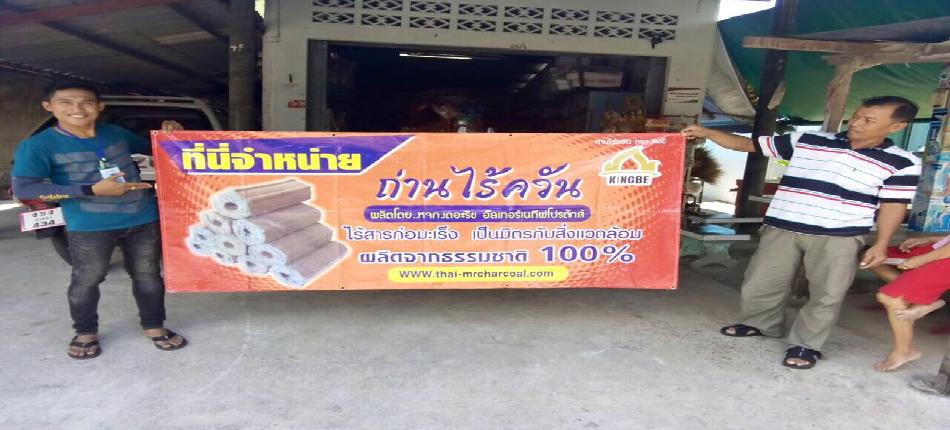 ที่นี่จำหน่าย
KINGBE
ถ่านไร้ควัน
ไร้สารก่อมะเร็ง เป็นมิตรกับสิ่งแวดล้อม
ผลิตจากธรรมชาติ 100%
www.thai-mrcharcoal.com
434